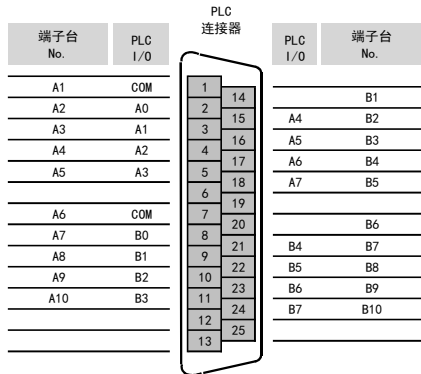 PLC
连接器
端子台 No. PLC I/O PLC I/O 端子台 No.
A1 COM 1
14 B1
A2 A0 2
15 A4 B2
A3 A1 3
16 A5 B3
A4 A2 4
17 A6 B4
A5 A3 5
18 A7 B5
6
19
A6 COM 7
20 B6
A7 B0 8
21 B4 B7
A8 B1 9
22 B5 B8
A9 B2 10
23 B6 B9
A10 B3 11
24 B7 B10
12
25
13